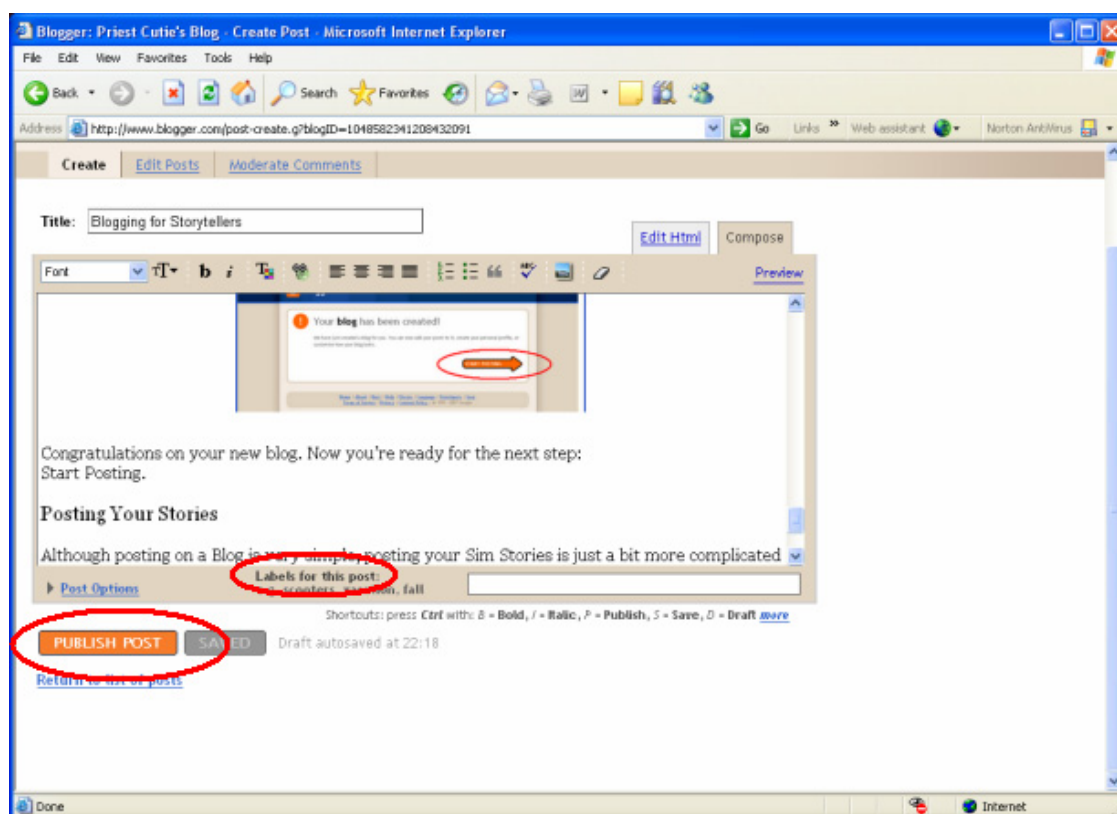 Blogger: Priest Cutie's Blog - Create Post - Microsoft Internet Explorer
File Edit View Favorites Tools Help
Back Search Favorites
Address http://www.blogger.com/post-create.g?blogID=1048582341208432091 Go Links Web assistant Norton AntiVirus
Create Edit Posts Moderate Comments
Title: Blogging for Storytellers
Edit Html Compose
Font b i ABC Preview
Your blog has been created!
Congratulations on your new blog. Now you're ready for the next step:
Start Posting.
Posting Your Stories
Although posting on a Blog is very simple, posting your Sim Stories is just a bit more complicated
Labels for this post:
Post Options scooters, vacation, fall
Shortcuts: press Ctrl with: B = Bold, I = Italic, P = Publish, S = Save, D = Draft more
PUBLISH POST SAVED Draft autosaved at 22:18
Return to list of posts
Done Internet